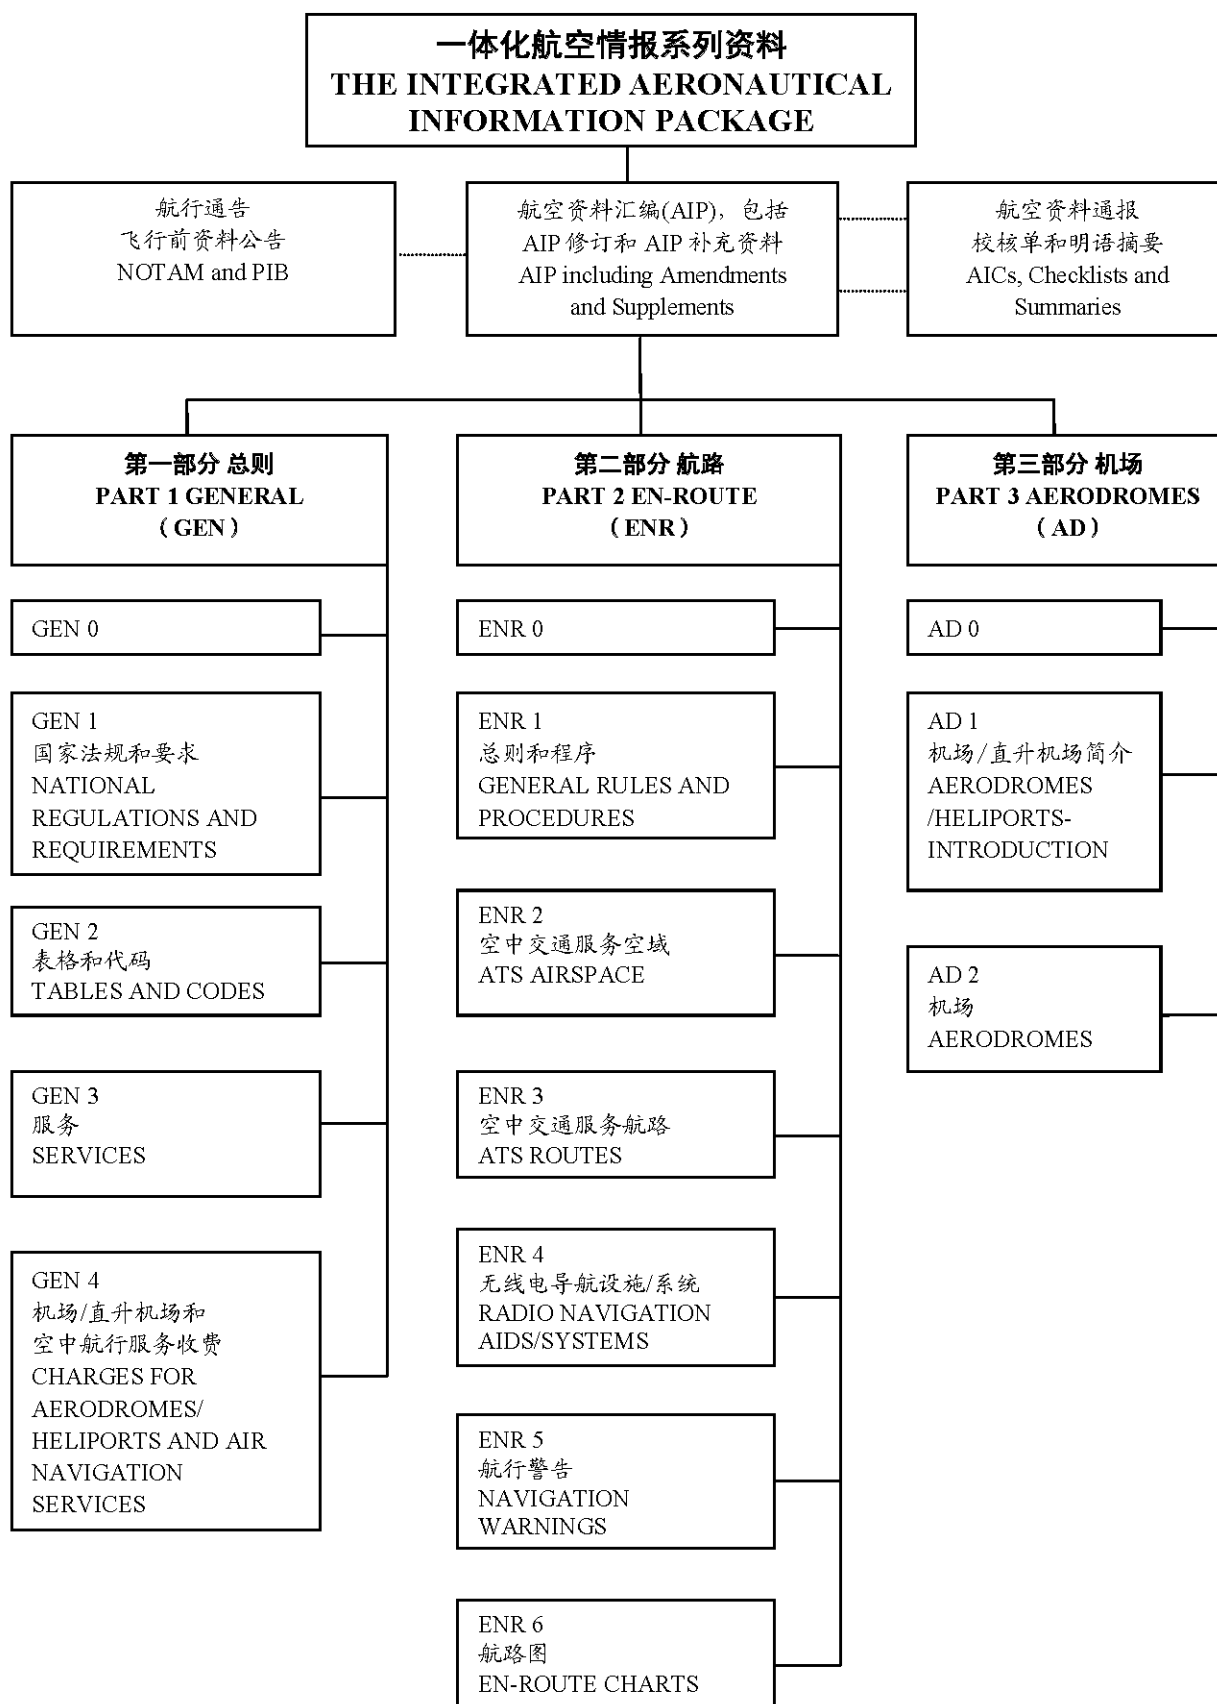 一体化航空情报系列资料
THE INTEGRATED AERONAUTICAL
INFORMATION PACKAGE
航行通告
飞行前资料公告
NOTAM and PIB
航空资料汇编(AIP)，包括
AIP 修订和 AIP 补充资料
AIP including Amendments
and Supplements
航空资料通报
校核单和明语摘要
AICs, Checklists and
Summaries
第一部分 总则
PART 1 GENERAL
（GEN）
第二部分 航路
PART 2 EN-ROUTE
（ENR）
第三部分 机场
PART 3 AERODROMES
（AD）
GEN 0
GEN 1
国家法规和要求
NATIONAL
REGULATIONS AND
REQUIREMENTS
GEN 2
表格和代码
TABLES AND CODES
GEN 3
服务
SERVICES
GEN 4
机场/直升机场和
空中航行服务收费
CHARGES FOR
AERODROMES/
HELIPORTS AND AIR
NAVIGATION
SERVICES
ENR 0
ENR 1
总则和程序
GENERAL RULES AND
PROCEDURES
ENR 2
空中交通服务空域
ATS AIRSPACE
ENR 3
空中交通服务航路
ATS ROUTES
ENR 4
无线电导航设施/系统
RADIO NAVIGATION
AIDS/SYSTEMS
ENR 5
航行警告
NAVIGATION
WARNINGS
ENR 6
航路图
EN-ROUTE CHARTS
AD 0
AD 1
机场/直升机场简介
AERODROMES
/HELIPORTS-
INTRODUCTION
AD 2
机场
AERODROMES